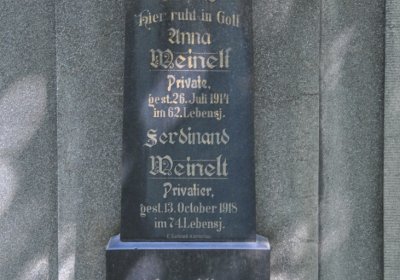 Hier ruht in Gott
Anna
Weinelt
Private,
gest. 26. Juli 1914
im 62. Lebensj.
Ferdinand
Weinelt
Privatier,
gest. 13. October 1918
im 74. Lebensj.